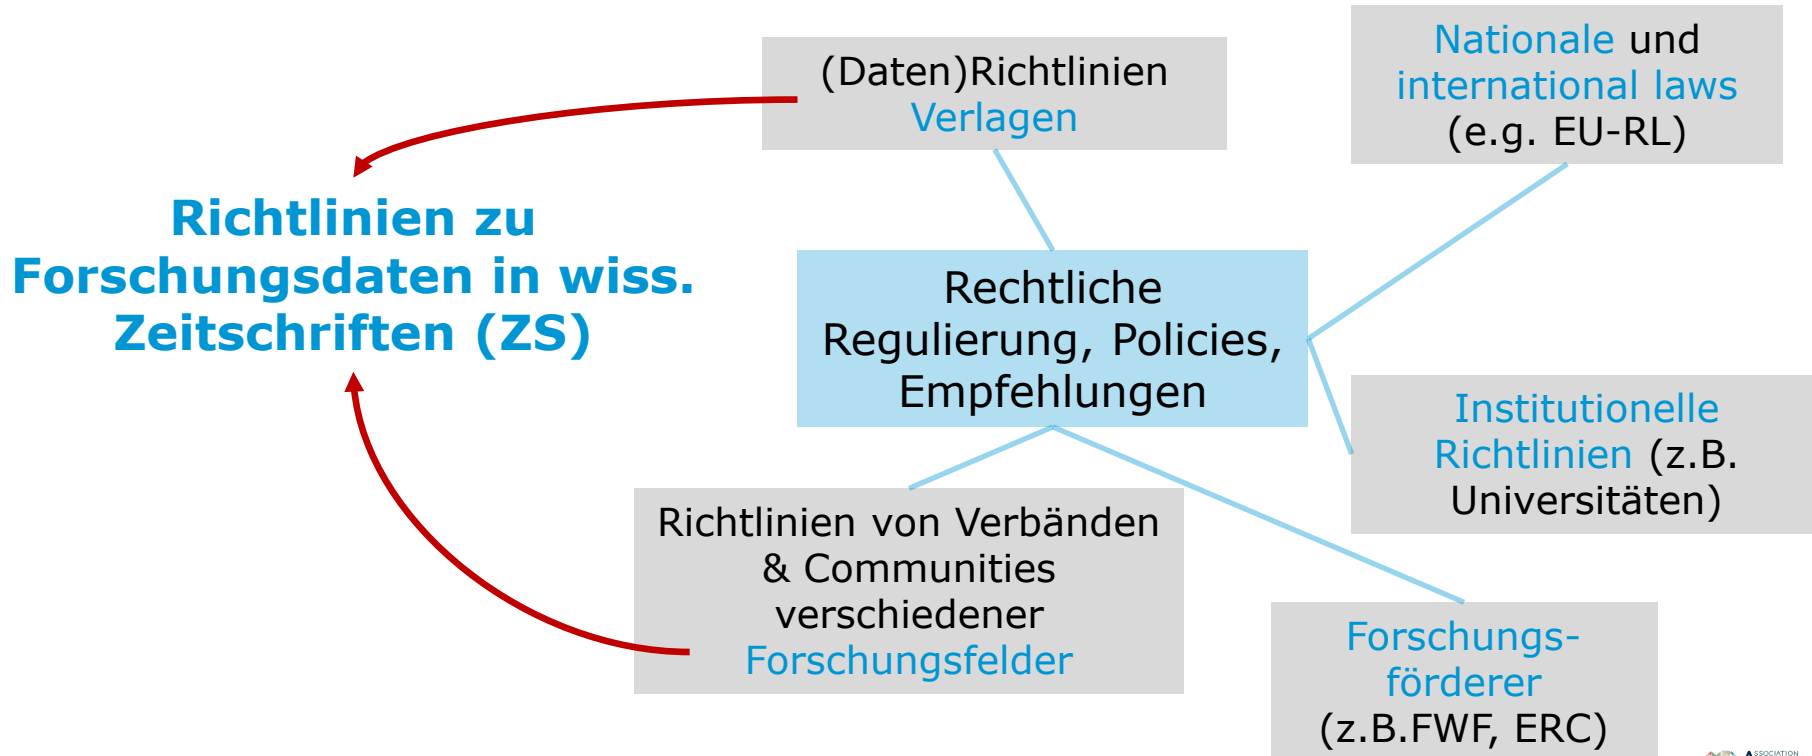 (Daten)Richtlinien
Verlagen
Nationale und
international laws
(e.g. EU-RL)
Richtlinien zu
Forschungsdaten in wiss.
Zeitschriften (ZS)
Rechtliche
Regulierung, Policies,
Empfehlungen
Institutionelle
Richtlinien (z.B.
Universitäten)
Richtlinien von Verbänden
& Communities
verschiedener
Forschungsfelder
Forschungs-
förderer
(z.B.FWF, ERC)
ASSOCIATION